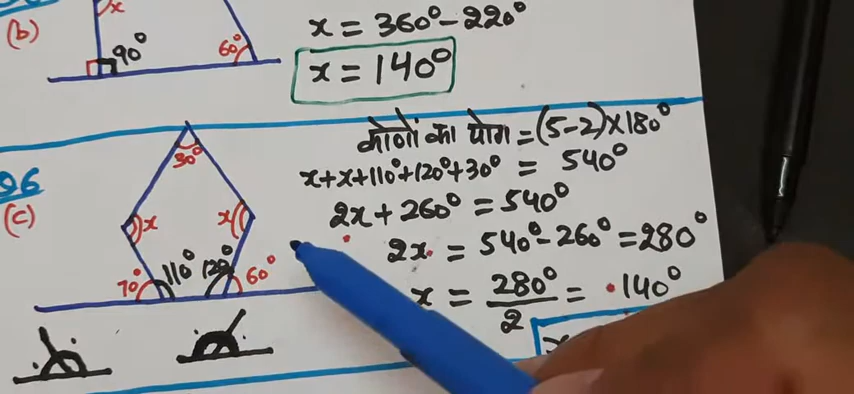 (b)
x
90°
60°
x = 360° - 220°
x = 140°
96
(c)
30°
x
x
70°
110°
120°
60°
कोणों का योग = (5-2) × 180°
x + x + 110° + 120° + 30° = 540°
2x + 260° = 540°
2x = 540° - 260° = 280°
x = 280°/2 = 140°